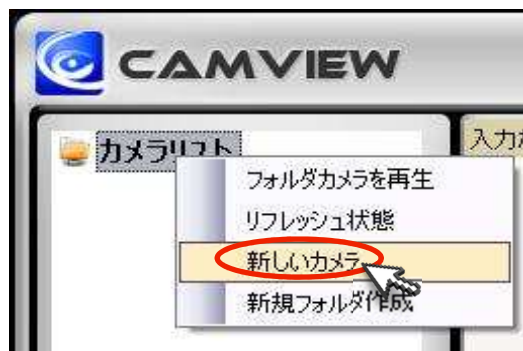 CAMVIEW
カメラリスト
入力
フォルダカメラを再生
リフレッシュ状態
新しいカメラ
新規フォルダ作成